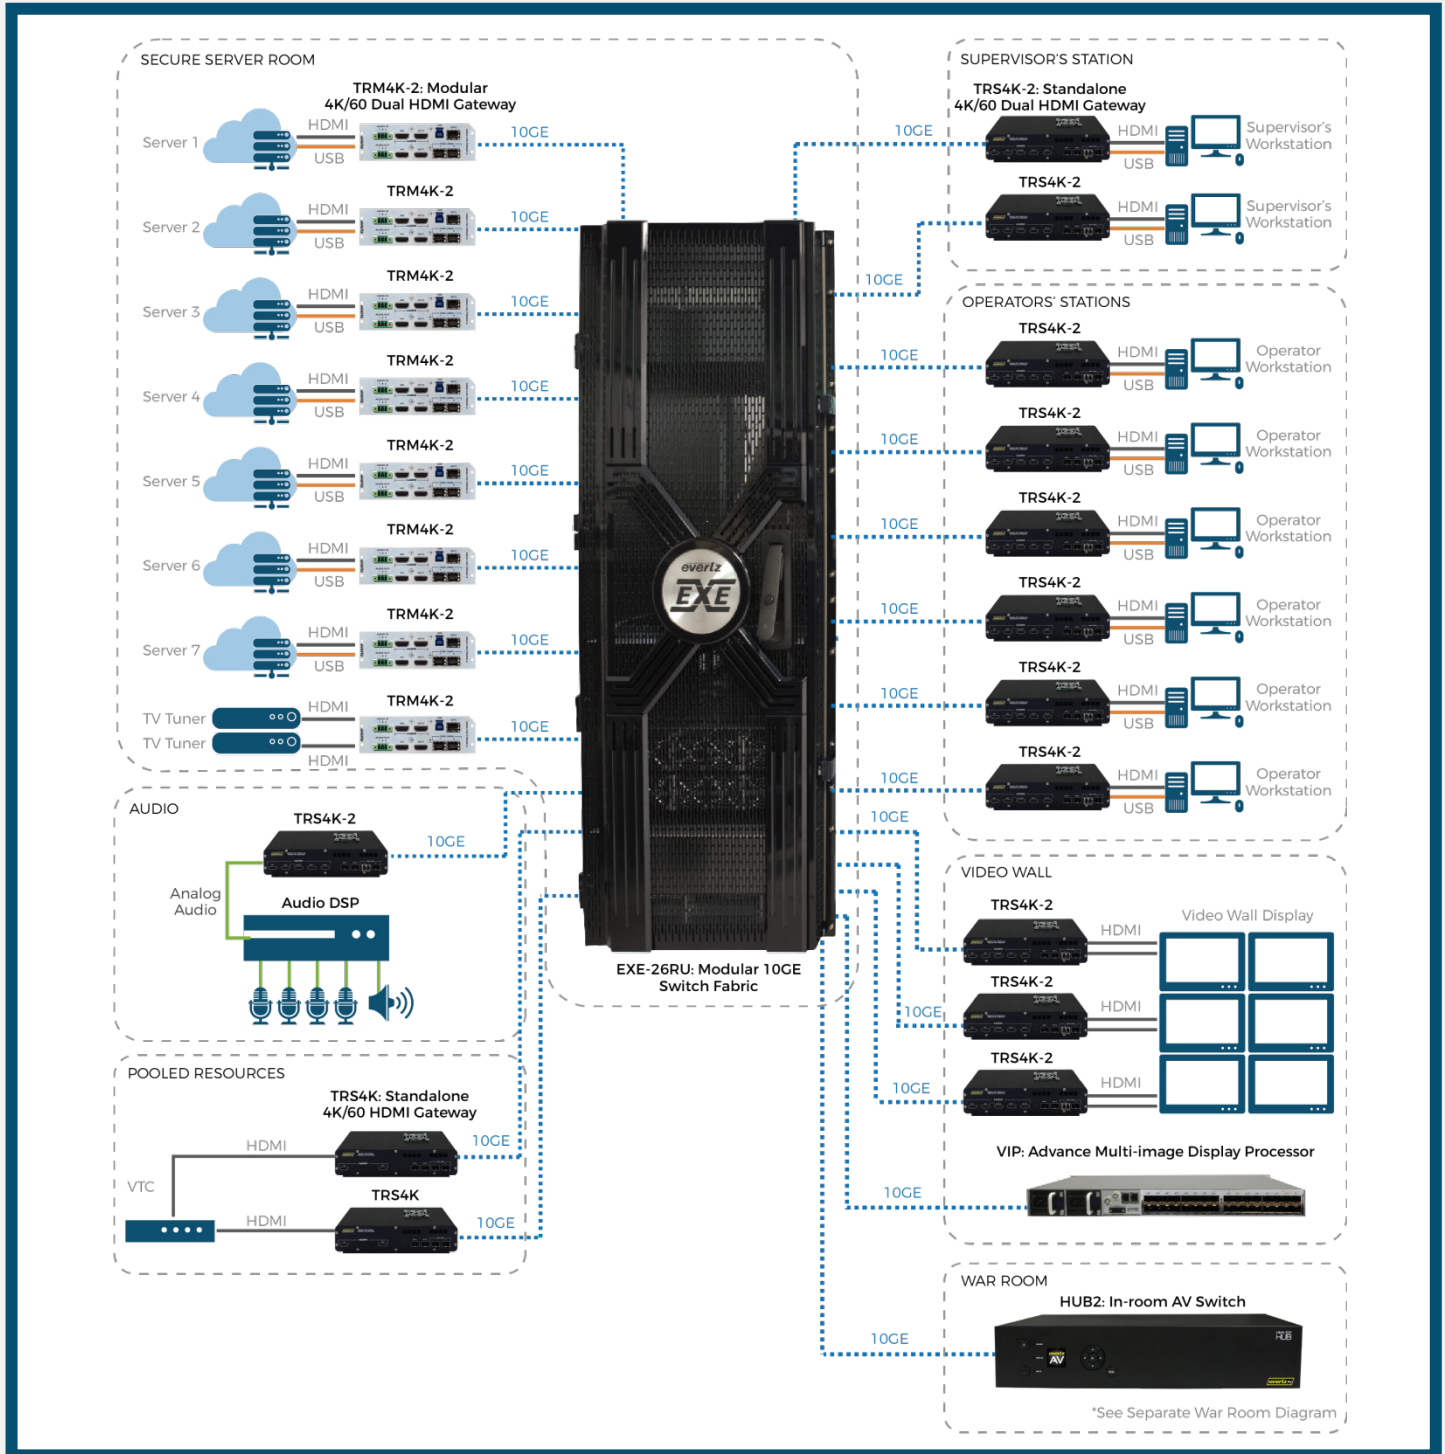 SECURE SERVER ROOM
TRM4K-2: Modular
4K/60 Dual HDMI Gateway
Server 1
HDMI
USB
10GE
TRM4K-2
Server 2
HDMI
USB
10GE
TRM4K-2
Server 3
HDMI
USB
10GE
TRM4K-2
Server 4
HDMI
USB
10GE
TRM4K-2
Server 5
HDMI
USB
10GE
TRM4K-2
Server 6
HDMI
USB
10GE
TRM4K-2
Server 7
HDMI
USB
10GE
TRM4K-2
TV Tuner
HDMI
TV Tuner
HDMI
10GE
evertz
EXE
EXE-26RU: Modular 10GE
Switch Fabric
AUDIO
TRS4K-2
10GE
Analog
Audio
Audio DSP
POOLED RESOURCES
TRS4K: Standalone
4K/60 HDMI Gateway
HDMI
10GE
VTC
TRS4K
HDMI
10GE
SUPERVISOR'S STATION
TRS4K-2: Standalone
4K/60 Dual HDMI Gateway
10GE
HDMI
USB
Supervisor's
Workstation
TRS4K-2
10GE
HDMI
USB
Supervisor's
Workstation
OPERATORS' STATIONS
TRS4K-2
10GE
HDMI
USB
Operator
Workstation
TRS4K-2
10GE
HDMI
USB
Operator
Workstation
TRS4K-2
10GE
HDMI
USB
Operator
Workstation
TRS4K-2
10GE
HDMI
USB
Operator
Workstation
TRS4K-2
10GE
HDMI
USB
Operator
Workstation
TRS4K-2
10GE
HDMI
USB
Operator
Workstation
VIDEO WALL
10GE
TRS4K-2
HDMI
Video Wall Display
TRS4K-2
10GE
HDMI
TRS4K-2
10GE
HDMI
VIP: Advance Multi-image Display Processor
10GE
WAR ROOM
HUB2: In-room AV Switch
10GE
AV
HUB
evertz
*See Separate War Room Diagram